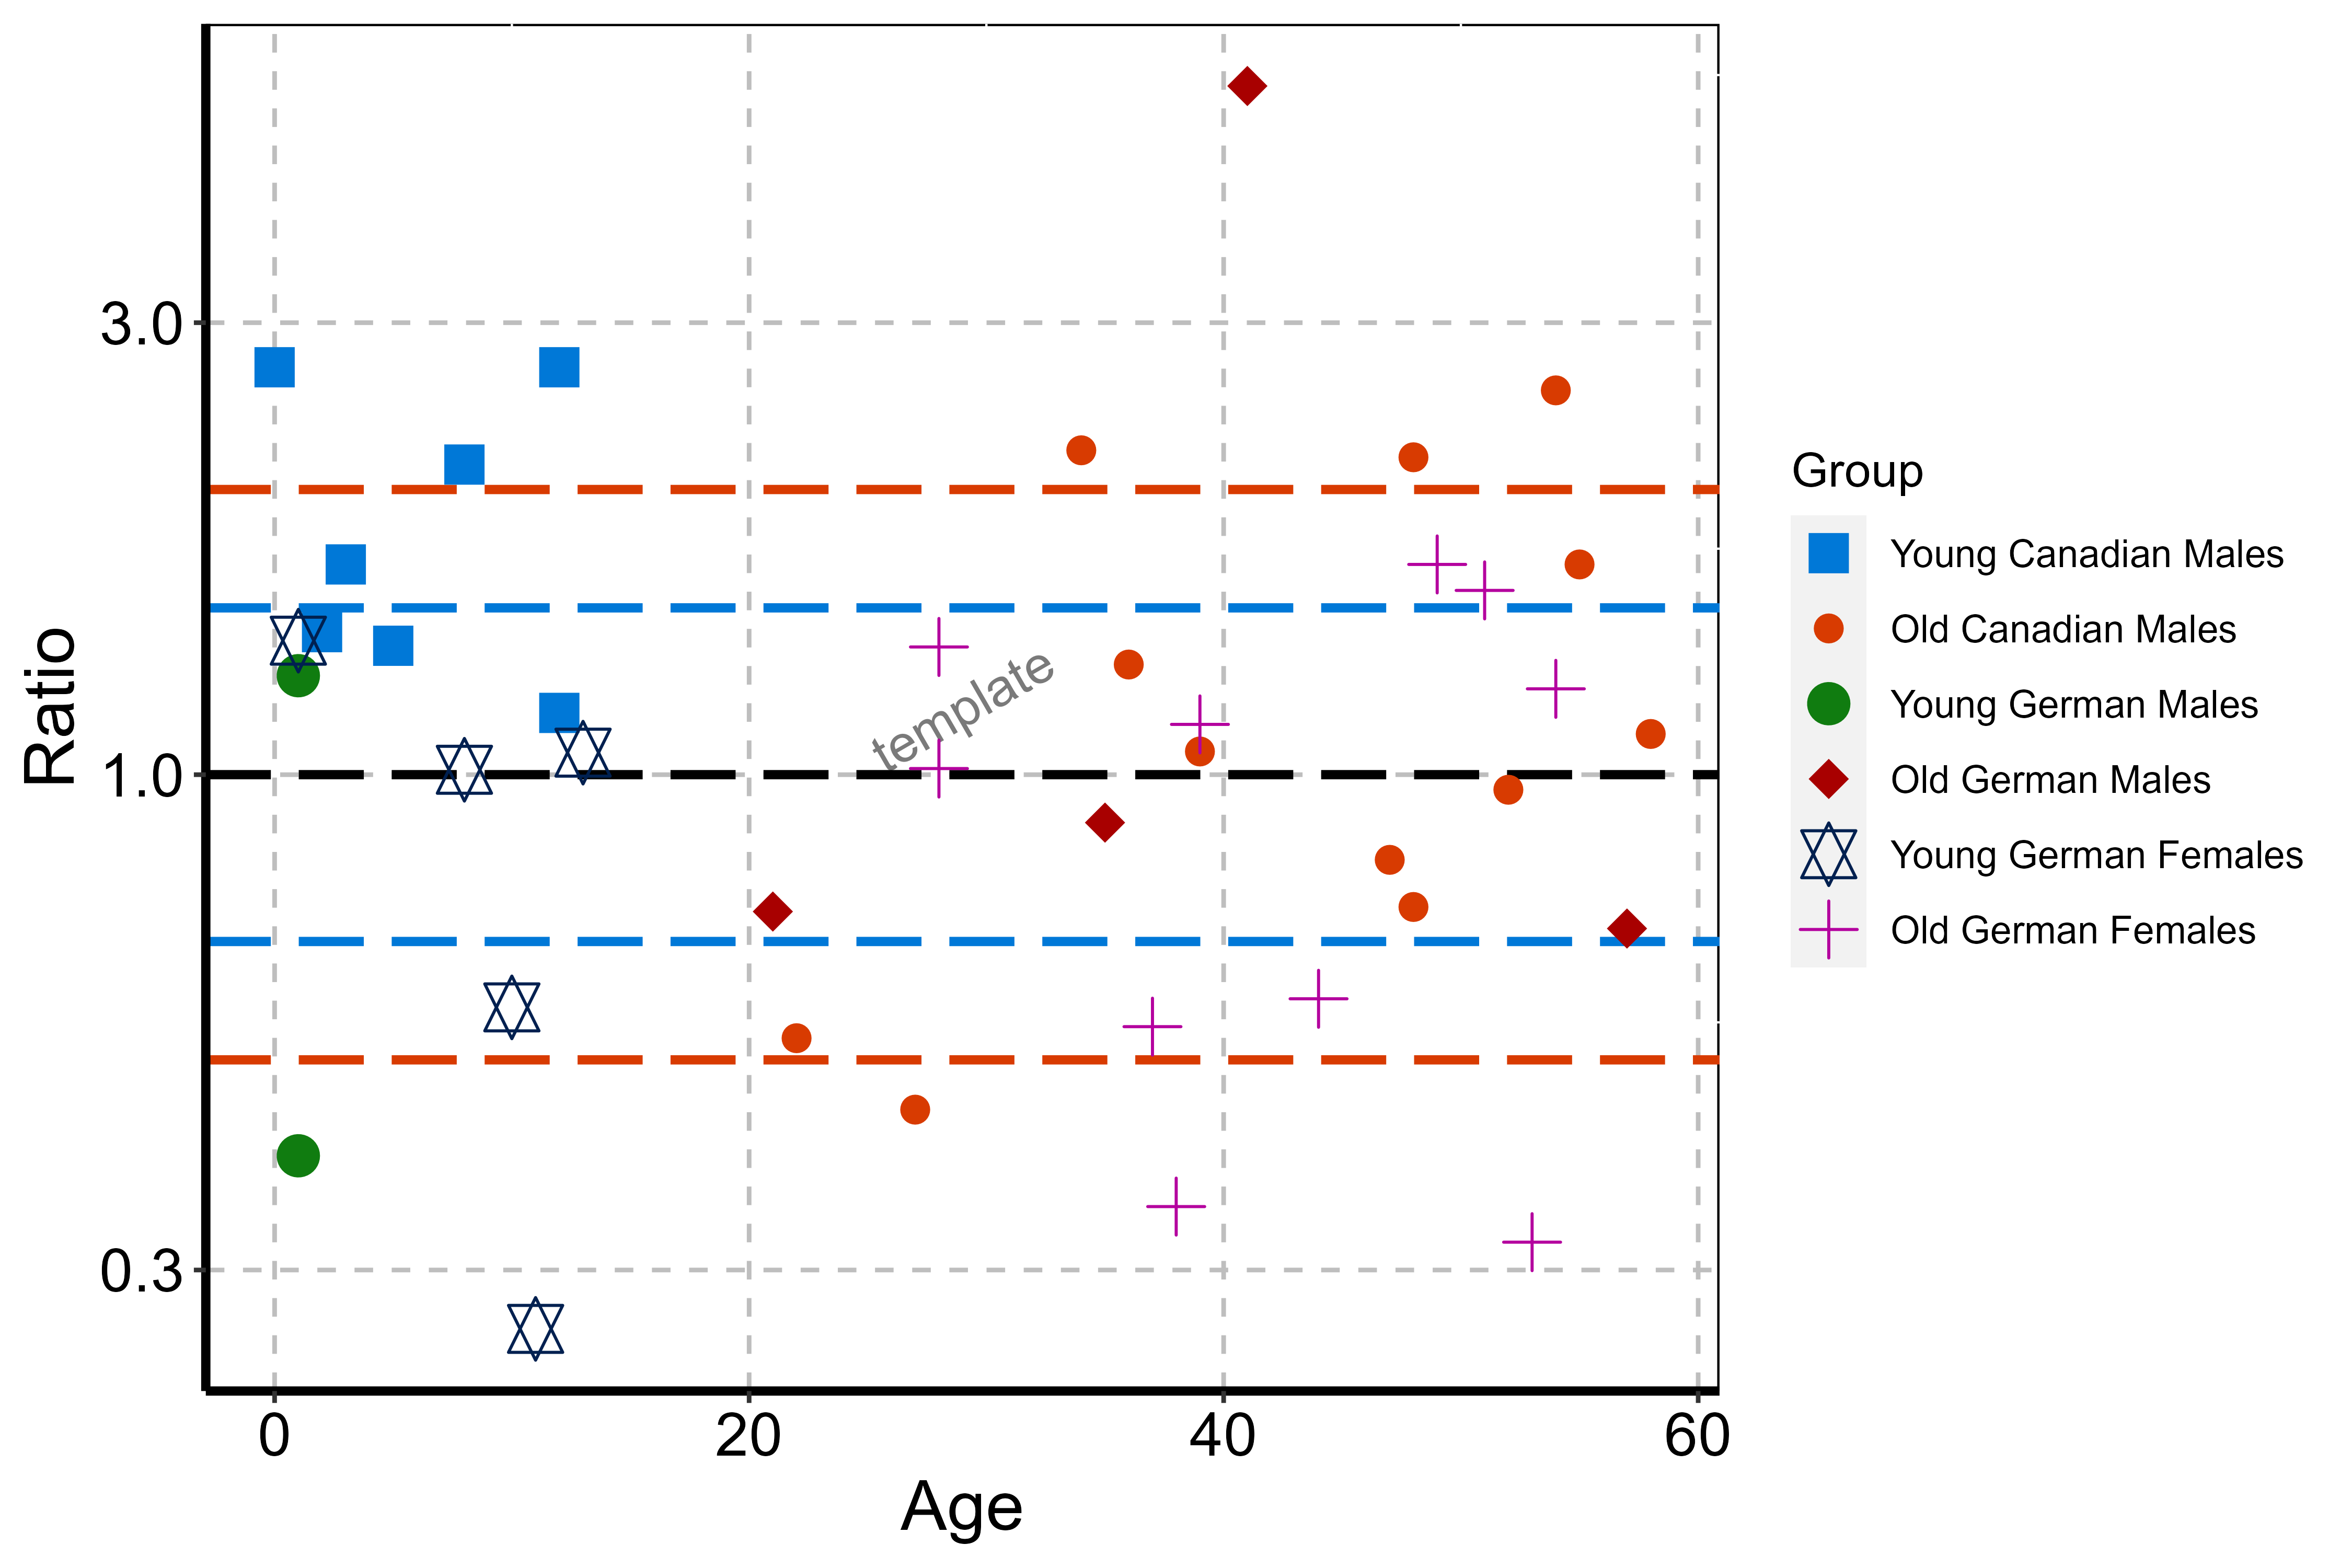 3.0
1.0
0.3
Ratio
template
0
20
40
60
Age
Group
Young Canadian Males
Old Canadian Males
Young German Males
Old German Males
Young German Females
Old German Females